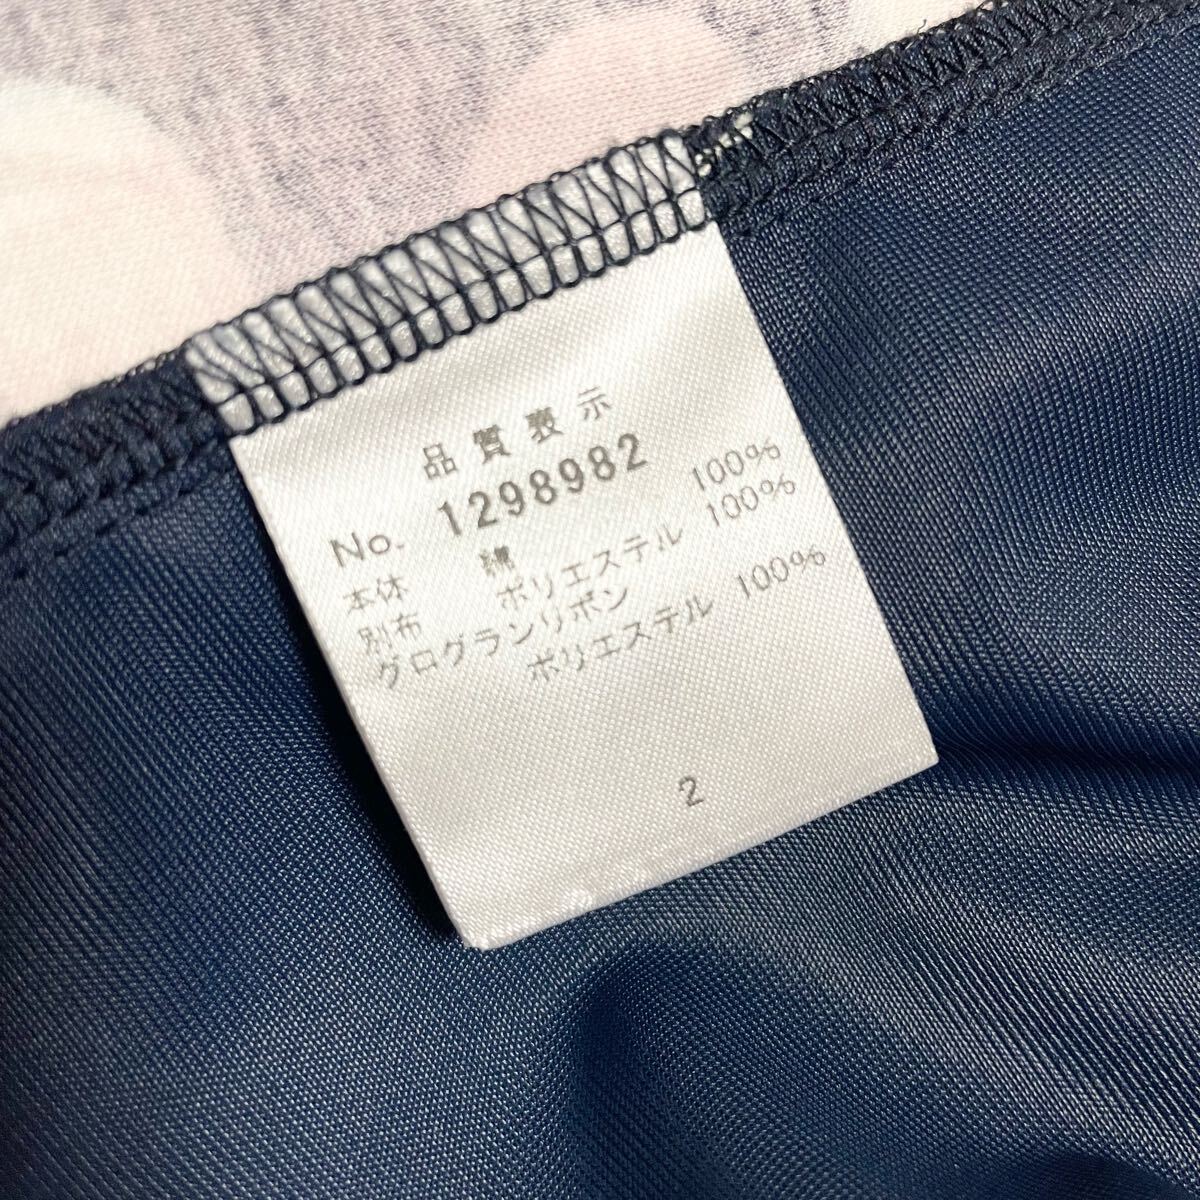 品質表示
No. 1298982
本体 綿 100%
別布 ポリエステル 100%
グログランリボン
ポリエステル 100%
2